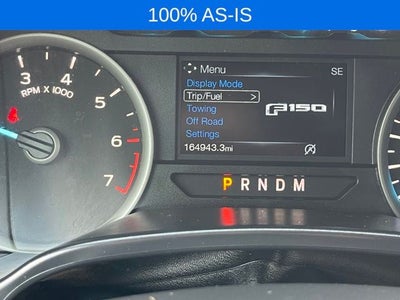 100% AS-IS
Menu SE
Display Mode
Trip/Fuel >
Towing
F150
Off Road
Settings
164943.3mi
3 4 5 6 7
RPM X 1000
P R N D M